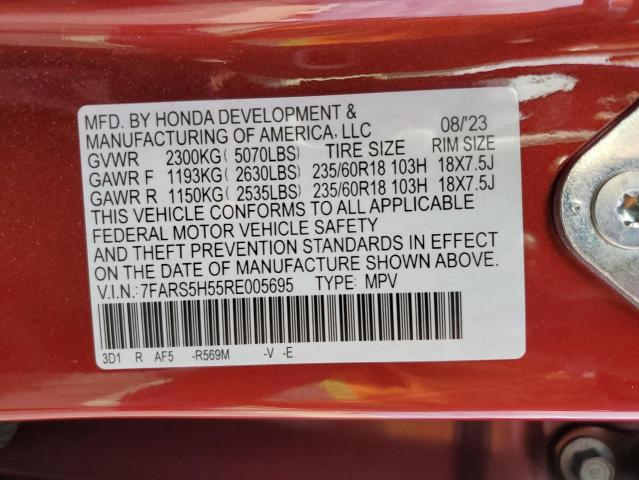 MFD. BY HONDA DEVELOPMENT &
MANUFACTURING OF AMERICA, LLC 08/'23
GVWR 2300KG( 5070LBS) TIRE SIZE RIM SIZE
GAWR F 1193KG( 2630LBS) 235/60R18 103H 18X7.5J
GAWR R 1150KG( 2535LBS) 235/60R18 103H 18X7.5J
THIS VEHICLE CONFORMS TO ALL APPLICABLE
FEDERAL MOTOR VEHICLE SAFETY
AND THEFT PREVENTION STANDARDS IN EFFECT
ON THE DATE OF MANUFACTURE SHOWN ABOVE.
V.I.N.:7FARS5H55RE005695 TYPE: MPV
3D1 R AF5 -R569M -V -E